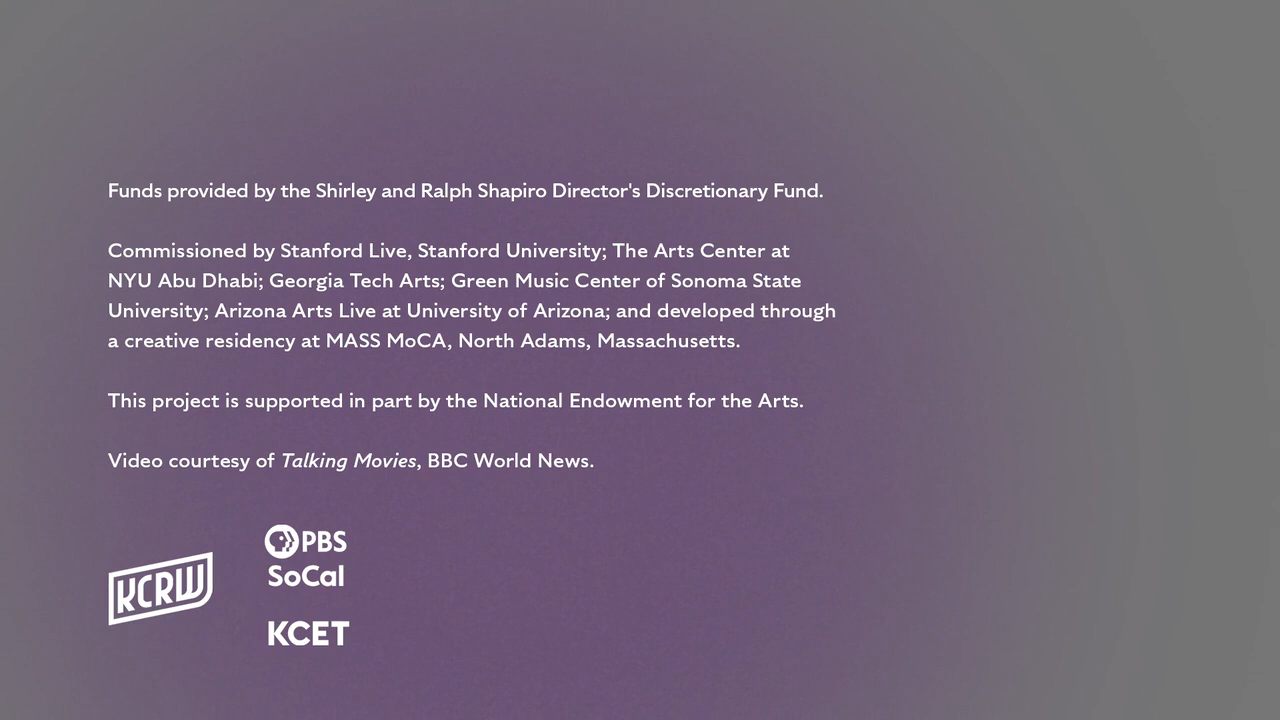 Funds provided by the Shirley and Ralph Shapiro Director's Discretionary Fund.
Commissioned by Stanford Live, Stanford University; The Arts Center at
NYU Abu Dhabi; Georgia Tech Arts; Green Music Center of Sonoma State
University; Arizona Arts Live at University of Arizona; and developed through
a creative residency at MASS MoCA, North Adams, Massachusetts.
This project is supported in part by the National Endowment for the Arts.
Video courtesy of Talking Movies, BBC World News.
KCRW
PBS
SoCal
KCET